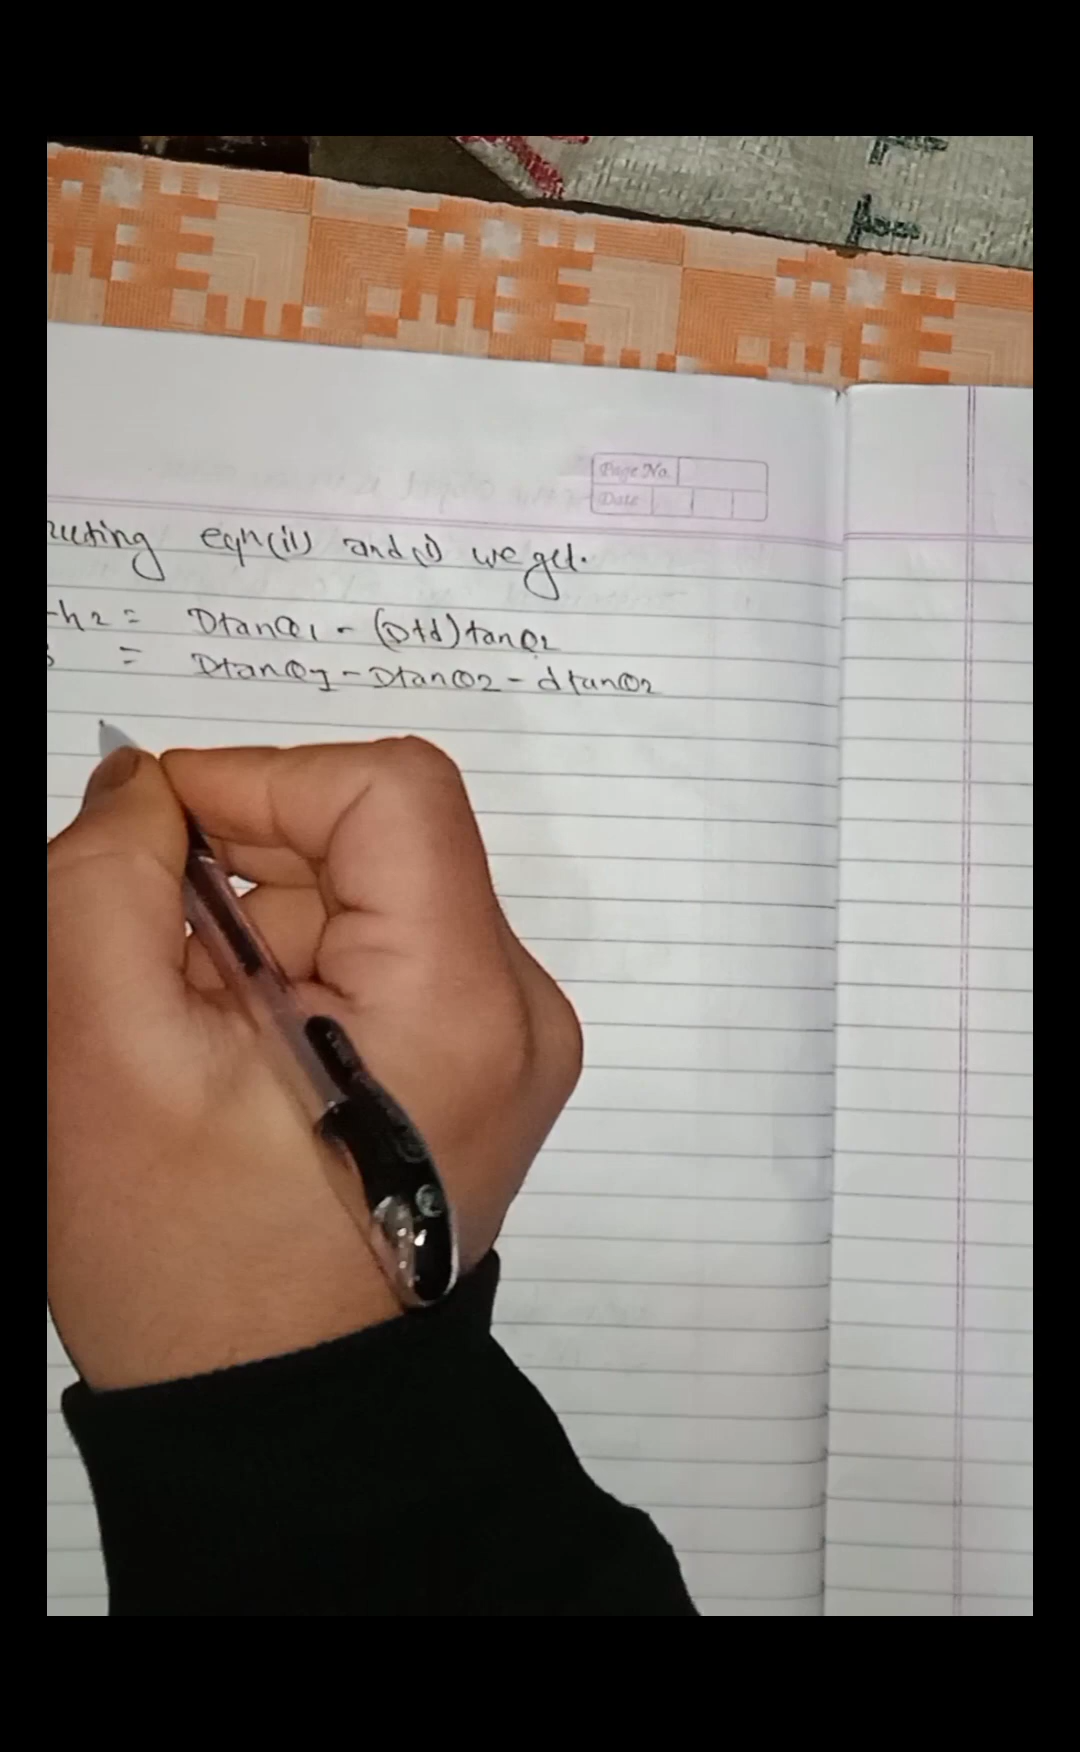 Page No.
Date
ucting eqn(ii) and (i) we get.
-h2 = Dtanθ1 - (D+d)tanθ2
= Dtanθ1 - Dtanθ2 - dtanθ2